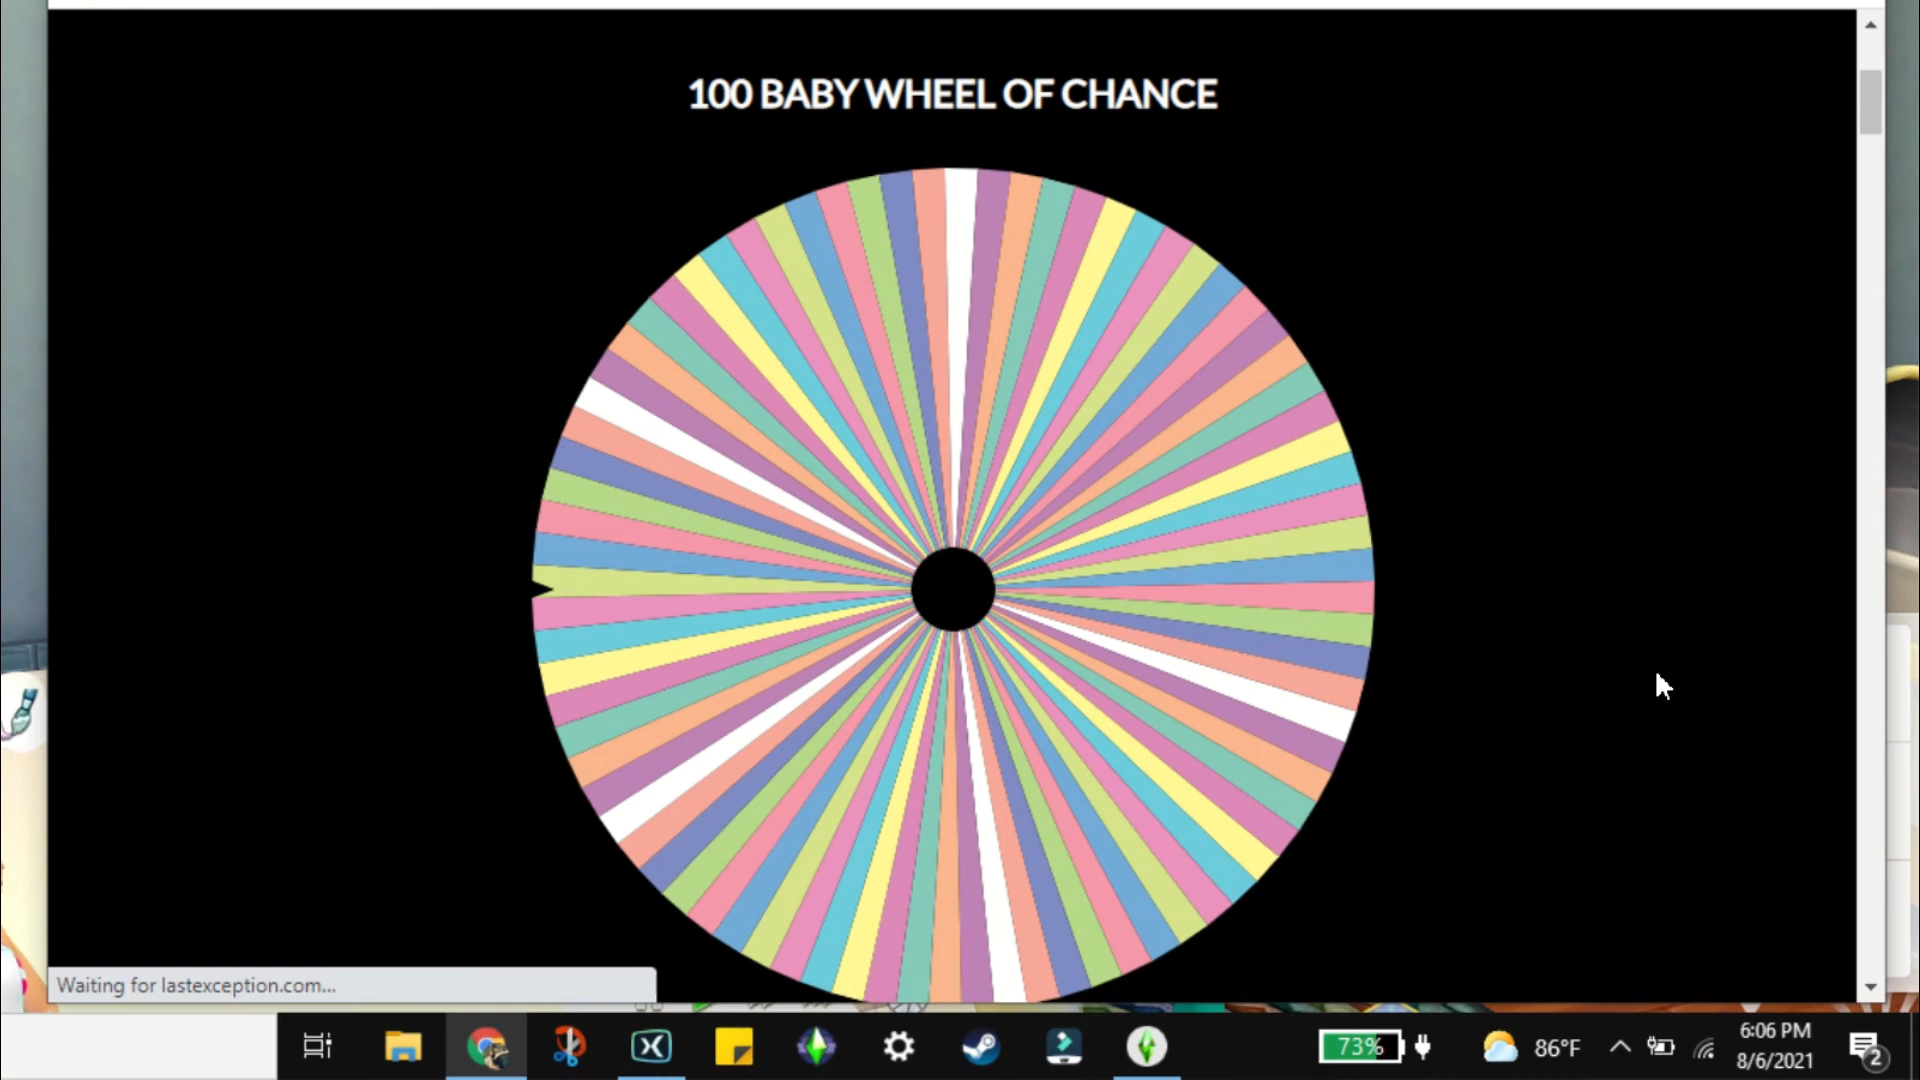 100 BABY WHEEL OF CHANCE
Waiting for lastexception.com...
73%
86°F
6:06 PM
8/6/2021
2